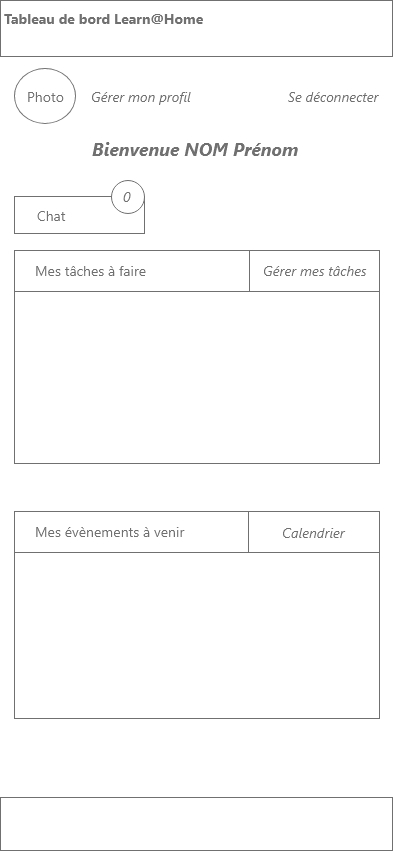 Tableau de bord Learn@Home
Photo
Gérer mon profil
Se déconnecter
Bienvenue NOM Prénom
0
Chat
Mes tâches à faire
Gérer mes tâches
Mes évènements à venir
Calendrier